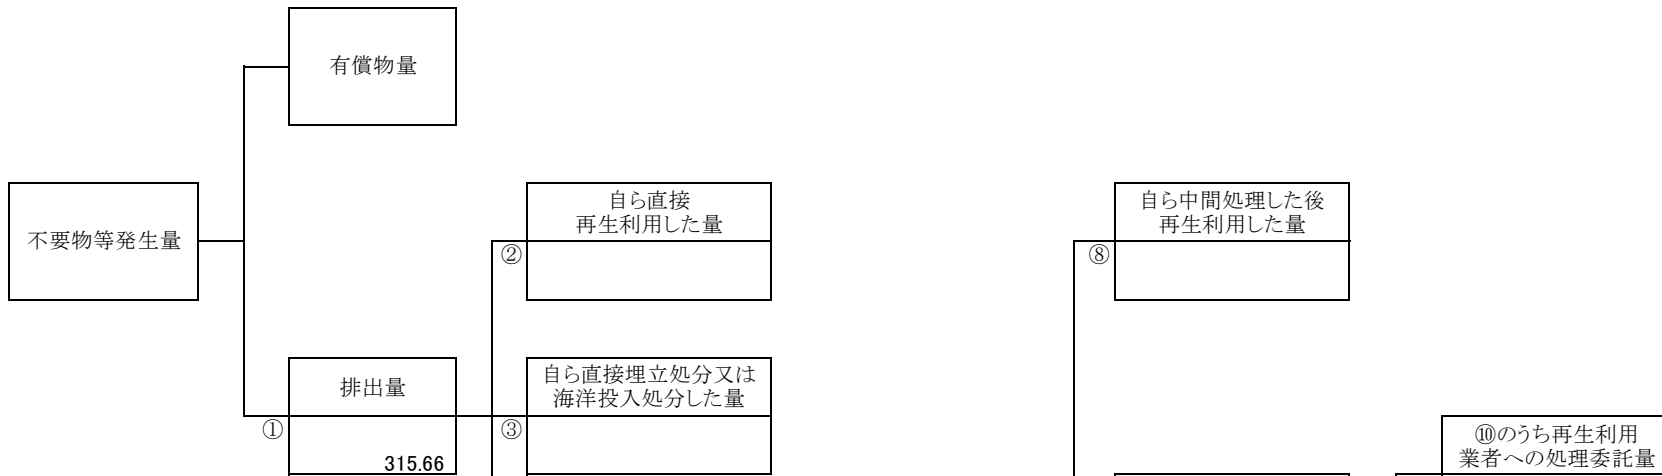 有償物量
不要物等発生量
自ら直接
再生利用した量
②
自ら中間処理した後
再生利用した量
⑧
排出量
①
315.66
自ら直接埋立処分又は
海洋投入処分した量
③
⑩のうち再生利用
業者への処理委託量